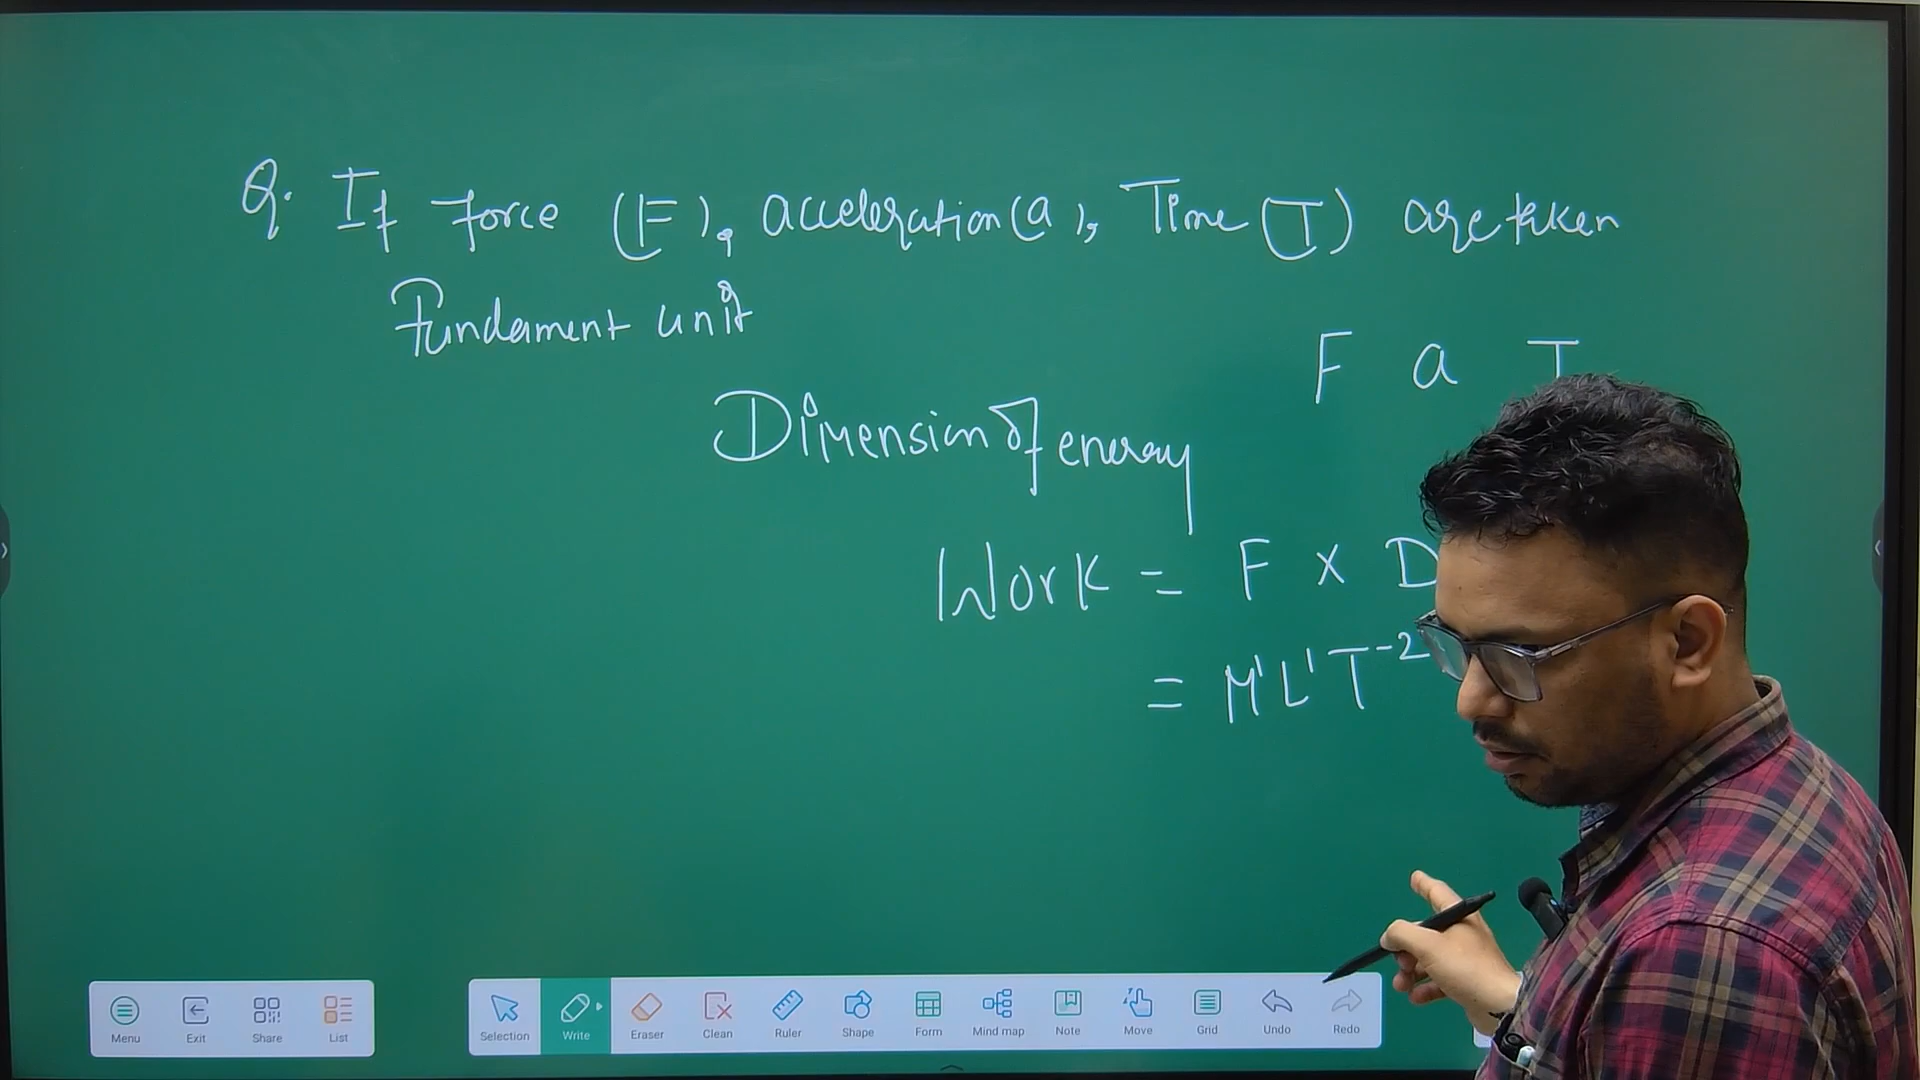 Q. If Force (F), acceleration (a), Time (T) are taken
Fundament unit
F a T
Dimension of energy
Work = F x D
= M¹L¹T⁻²
Menu Exit Share List
Selection Write Eraser Clean Ruler Shape Form Mind map Note Move Grid Undo Redo